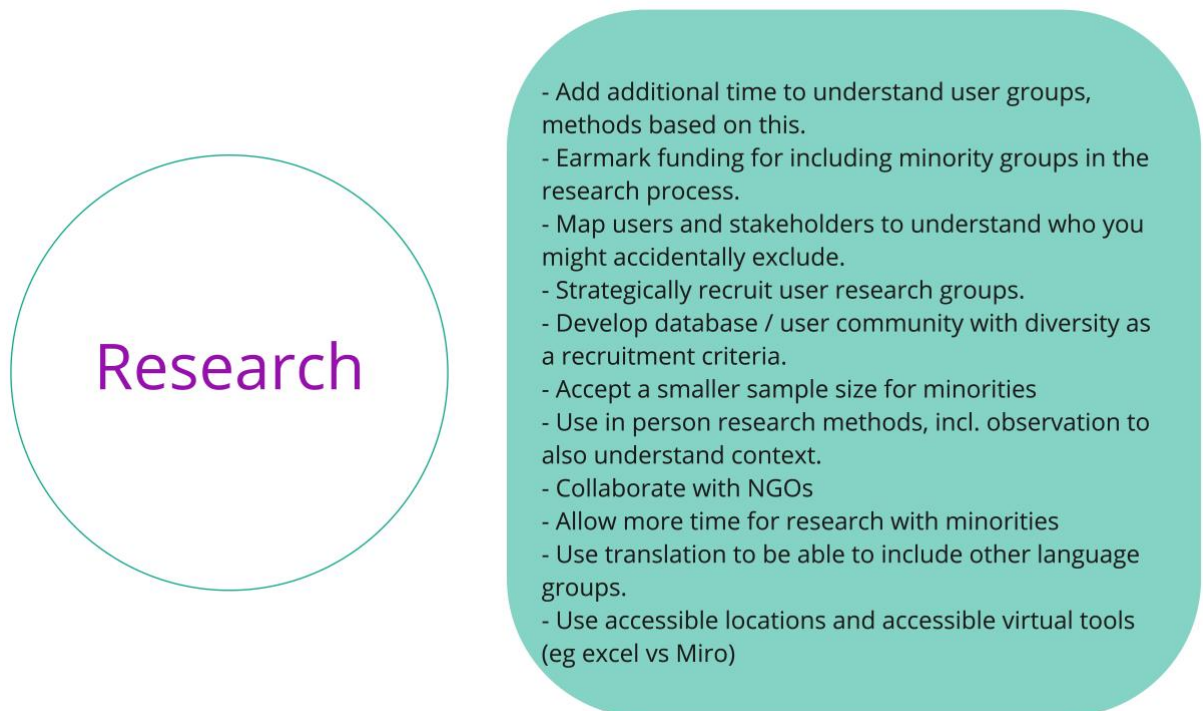 Research
- Add additional time to understand user groups,
methods based on this.
- Earmark funding for including minority groups in the
research process.
- Map users and stakeholders to understand who you
might accidentally exclude.
- Strategically recruit user research groups.
- Develop database / user community with diversity as
a recruitment criteria.
- Accept a smaller sample size for minorities
- Use in person research methods, incl. observation to
also understand context.
- Collaborate with NGOs
- Allow more time for research with minorities
- Use translation to be able to include other language
groups.
- Use accessible locations and accessible virtual tools
(eg excel vs Miro)